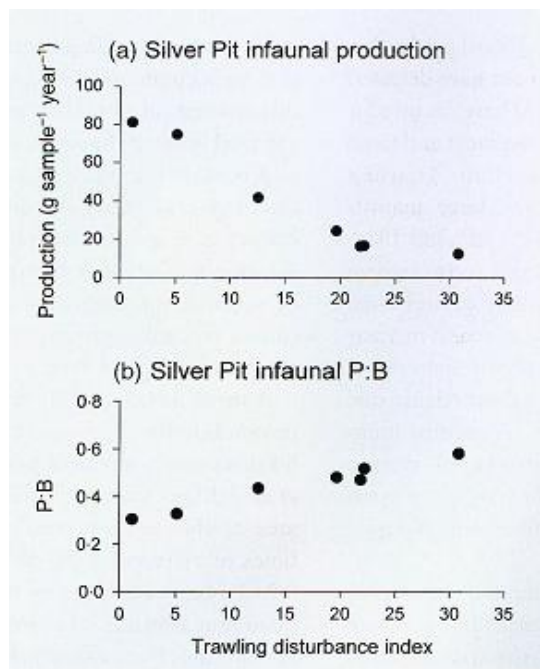 (a) Silver Pit infaunal production
Production (g sample⁻¹ year⁻¹)
100
80
60
40
20
0
0 5 10 15 20 25 30 35
(b) Silver Pit infaunal P:B
P:B
0·8
0·6
0·4
0·2
0·0
0 5 10 15 20 25 30 35
Trawling disturbance index